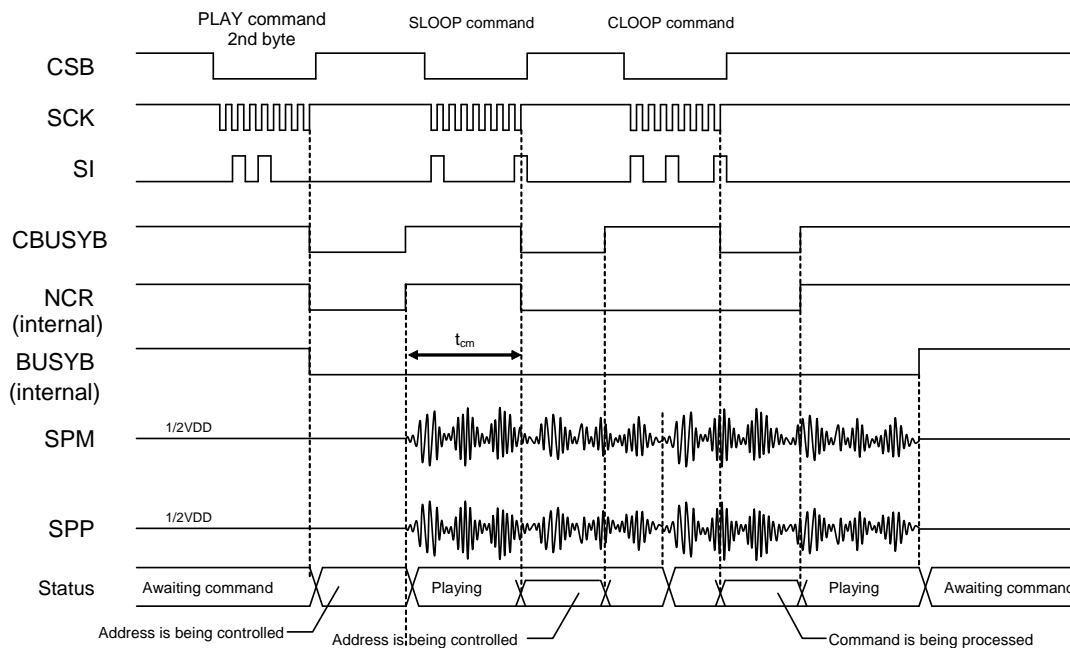 PLAY command
2nd byte
SLOOP command
CLOOP command
CSB
SCK
SI
CBUSYB
NCR
(internal)
tcm
BUSYB
(internal)
1/2VDD
SPM
1/2VDD
SPP
Status
Awaiting command
Playing
Playing
Awaiting command
Address is being controlled
Address is being controlled
Command is being processed